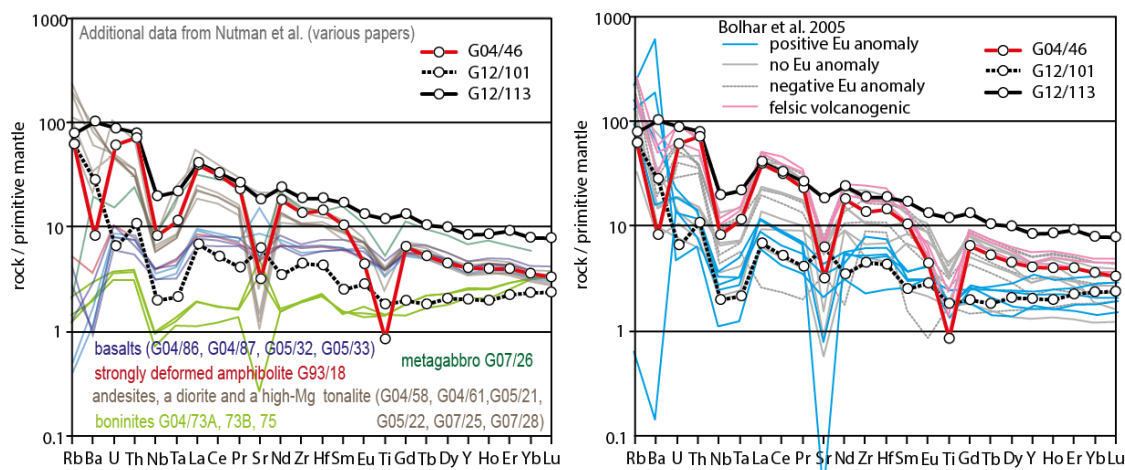 Additional data from Nutman et al. (various papers)
G04/46
G12/101
G12/113
1000
100
10
1
0.1
rock / primitive mantle
basalts (G04/86, G04/87, G05/32, G05/33)
metagabbro G07/26
strongly deformed amphibolite G93/18
andesites, a diorite and a high-Mg tonalite (G04/58, G04/61,G05/21,
boninites G04/73A, 73B, 75
G05/22, G07/25, G07/28)
Rb Ba U Th Nb Ta La Ce Pr Sr Nd Zr Hf Sm Eu Ti Gd Tb Dy Y Ho Er Yb Lu
Bolhar et al. 2005
positive Eu anomaly
no Eu anomaly
negative Eu anomaly
felsic volcanogenic
G04/46
G12/101
G12/113
1000
100
10
1
0.1
rock / primitive mantle
Rb Ba U Th Nb Ta La Ce Pr Sr Nd Zr Hf Sm Eu Ti Gd Tb Dy Y Ho Er Yb Lu